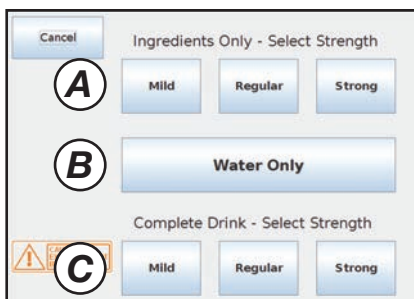 Cancel
Ingredients Only - Select Strength
A
Mild Regular Strong
B
Water Only
Complete Drink - Select Strength
C
Mild Regular Strong